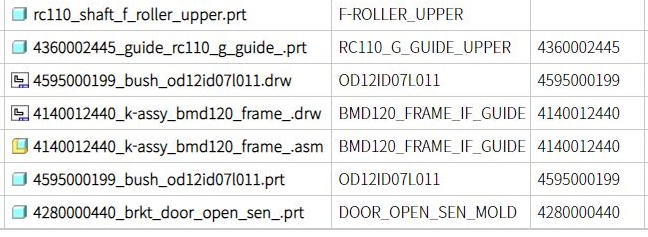 rc110_shaft_f_roller_upper.prt F-ROLLER_UPPER
4360002445_guide_rc110_g_guide_.prt RC110_G_GUIDE_UPPER 4360002445
4595000199_bush_od12id07l011.drw OD12ID07L011 4595000199
4140012440_k-assy_bmd120_frame_.drw BMD120_FRAME_IF_GUIDE 4140012440
4140012440_k-assy_bmd120_frame_.asm BMD120_FRAME_IF_GUIDE 4140012440
4595000199_bush_od12id07l011.prt OD12ID07L011 4595000199
4280000440_brkt_door_open_sen_.prt DOOR_OPEN_SEN_MOLD 4280000440